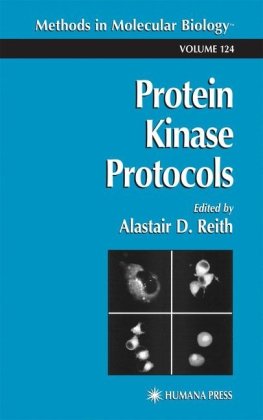 Methods in Molecular Biology™
VOLUME 124
Protein
Kinase
Protocols
Edited by
Alastair D. Reith
HUMANA PRESS